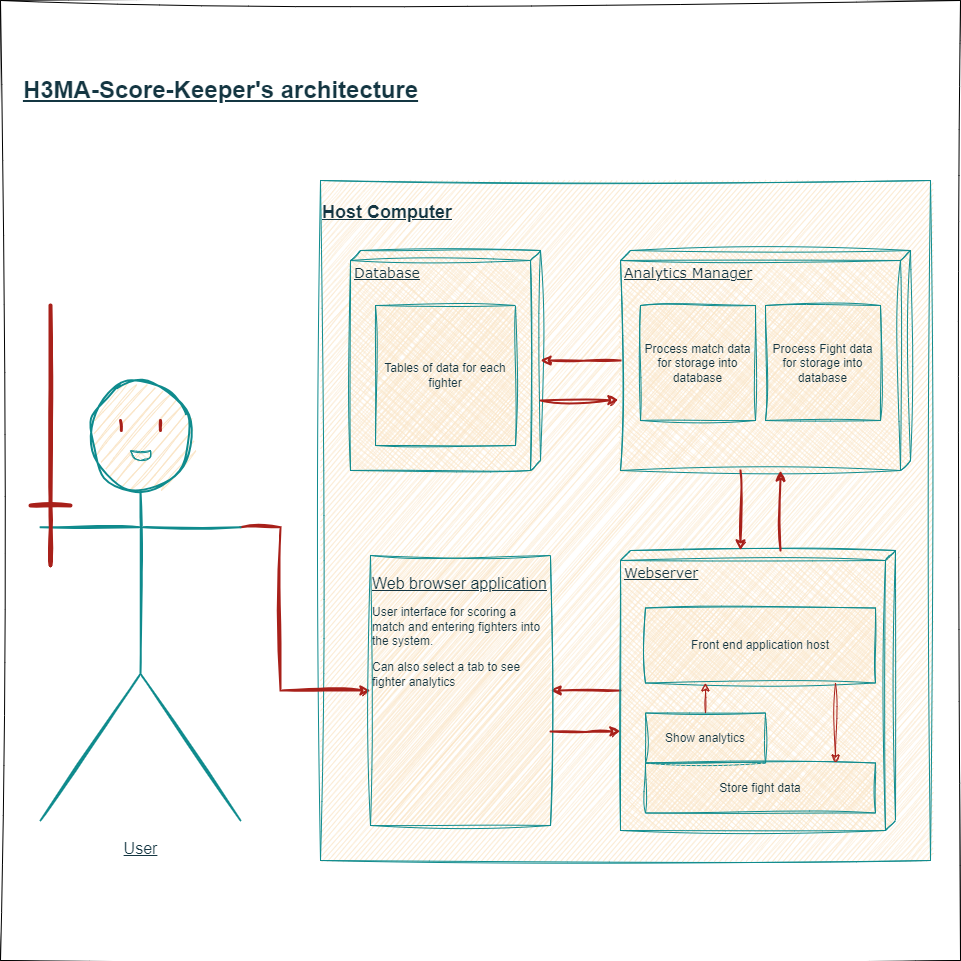 H3MA-Score-Keeper's architecture
Host Computer
Database
Tables of data for each
fighter
Analytics Manager
Process match data
for storage into
database
Process Fight data
for storage into
database
Web browser application
User interface for scoring a
match and entering fighters into
the system.
Can also select a tab to see
fighter analytics
Webserver
Front end application host
Show analytics
Store fight data
User